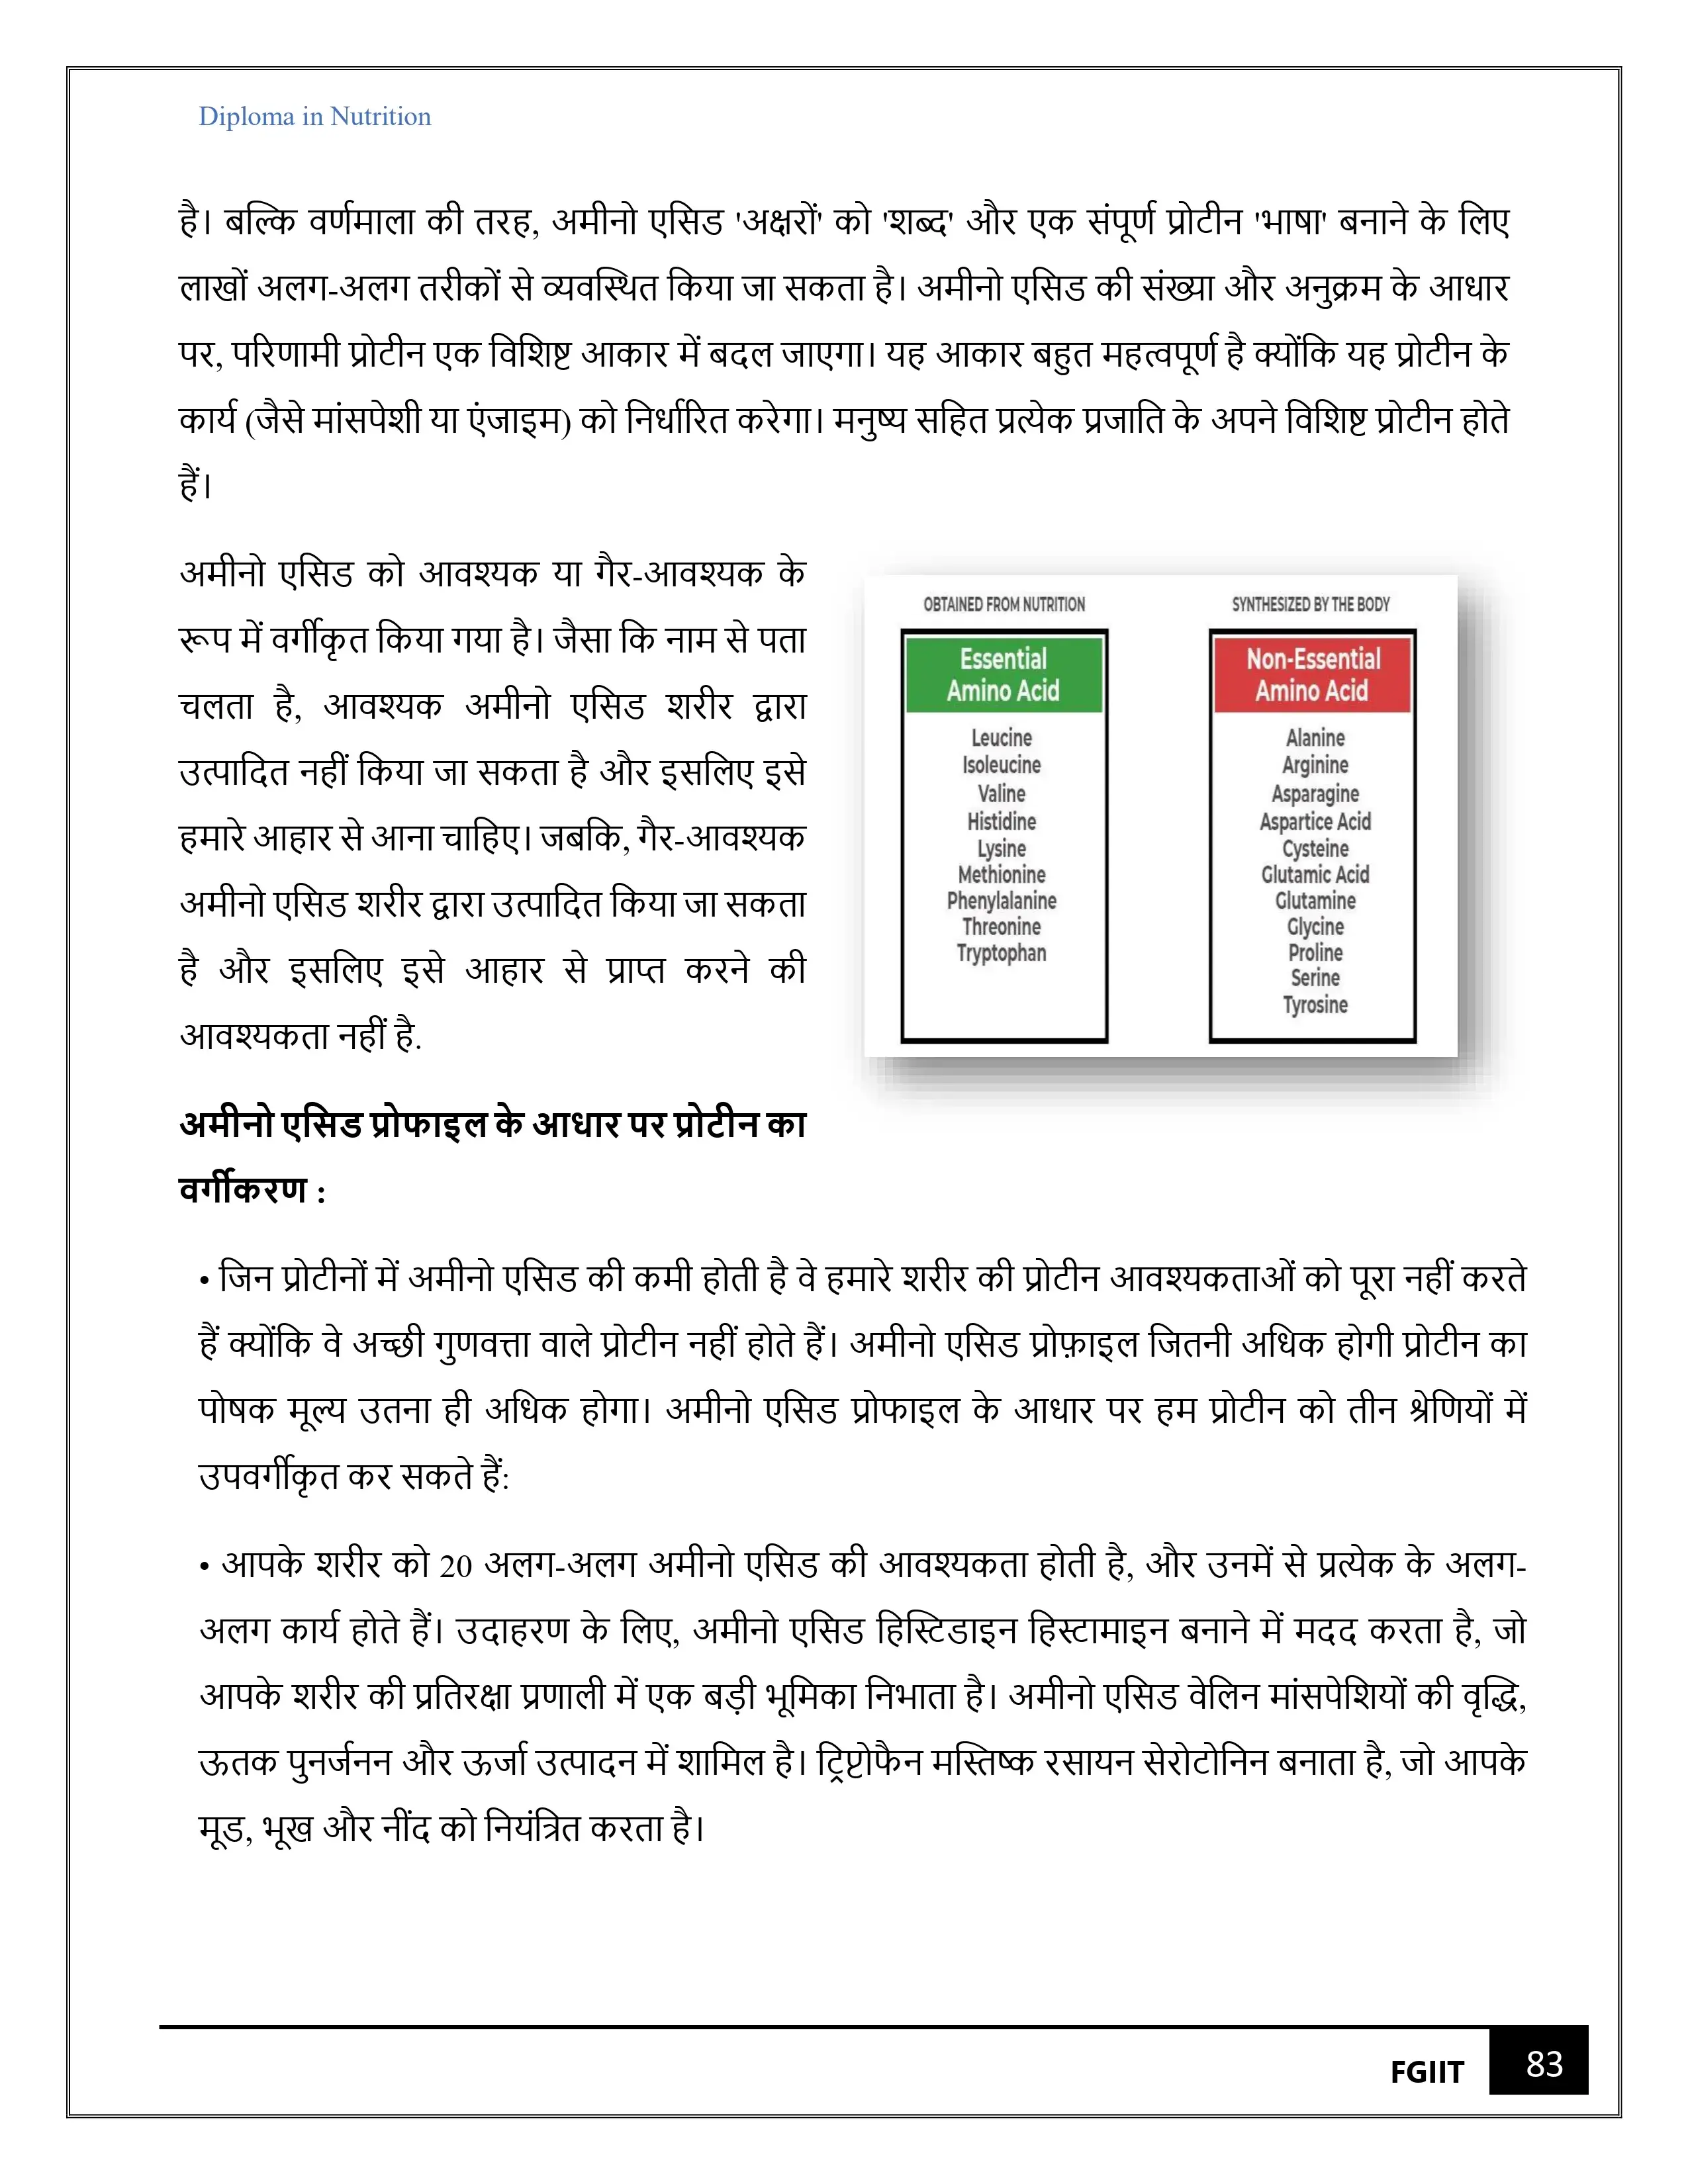 Diploma in Nutrition
है। बल्कि वर्णमाला की तरह, अमीनो एसिड 'अक्षरों' को 'शब्द' और एक संपूर्ण प्रोटीन 'भाषा' बनाने के लिए
लाखों अलग-अलग तरीकों से व्यवस्थित किया जा सकता है। अमीनो एसिड की संख्या और अनुक्रम के आधार
पर, परिणामी प्रोटीन एक विशिष्ट आकार में बदल जाएगा। यह आकार बहुत महत्वपूर्ण है क्योंकि यह प्रोटीन के
कार्य (जैसे मांसपेशी या एंजाइम) को निर्धारित करेगा। मनुष्य सहित प्रत्येक प्रजाति के अपने विशिष्ट प्रोटीन होते
हैं।
अमीनो एसिड को आवश्यक या गैर-आवश्यक के
रूप में वर्गीकृत किया गया है। जैसा कि नाम से पता
चलता है, आवश्यक अमीनो एसिड शरीर द्वारा
उत्पादित नहीं किया जा सकता है और इसलिए इसे
हमारे आहार से आना चाहिए। जबकि, गैर-आवश्यक
अमीनो एसिड शरीर द्वारा उत्पादित किया जा सकता
है और इसलिए इसे आहार से प्राप्त करने की
आवश्यकता नहीं है.
OBTAINED FROM NUTRITION
Essential
Amino Acid
Leucine
Isoleucine
Valine
Histidine
Lysine
Methionine
Phenylalanine
Threonine
Tryptophan
SYNTHESIZED BY THE BODY
Non-Essential
Amino Acid
Alanine
Arginine
Asparagine
Aspartice Acid
Cysteine
Glutamic Acid
Glutamine
Glycine
Proline
Serine
Tyrosine
अमीनो एसिड प्रोफाइल के आधार पर प्रोटीन का
वर्गीकरण :
• जिन प्रोटीनों में अमीनो एसिड की कमी होती है वे हमारे शरीर की प्रोटीन आवश्यकताओं को पूरा नहीं करते
हैं क्योंकि वे अच्छी गुणवत्ता वाले प्रोटीन नहीं होते हैं। अमीनो एसिड प्रोफ़ाइल जितनी अधिक होगी प्रोटीन का
पोषक मूल्य उतना ही अधिक होगा। अमीनो एसिड प्रोफाइल के आधार पर हम प्रोटीन को तीन श्रेणियों में
उपवर्गीकृत कर सकते हैं:
• आपके शरीर को 20 अलग-अलग अमीनो एसिड की आवश्यकता होती है, और उनमें से प्रत्येक के अलग-
अलग कार्य होते हैं। उदाहरण के लिए, अमीनो एसिड हिस्टिडाइन हिस्टामाइन बनाने में मदद करता है, जो
आपके शरीर की प्रतिरक्षा प्रणाली में एक बड़ी भूमिका निभाता है। अमीनो एसिड वेलिन मांसपेशियों की वृद्धि,
ऊतक पुनर्जनन और ऊर्जा उत्पादन में शामिल है। ट्रिप्टोफैन मस्तिष्क रसायन सेरोटोनिन बनाता है, जो आपके
मूड, भूख और नींद को नियंत्रित करता है।
FGIIT 83